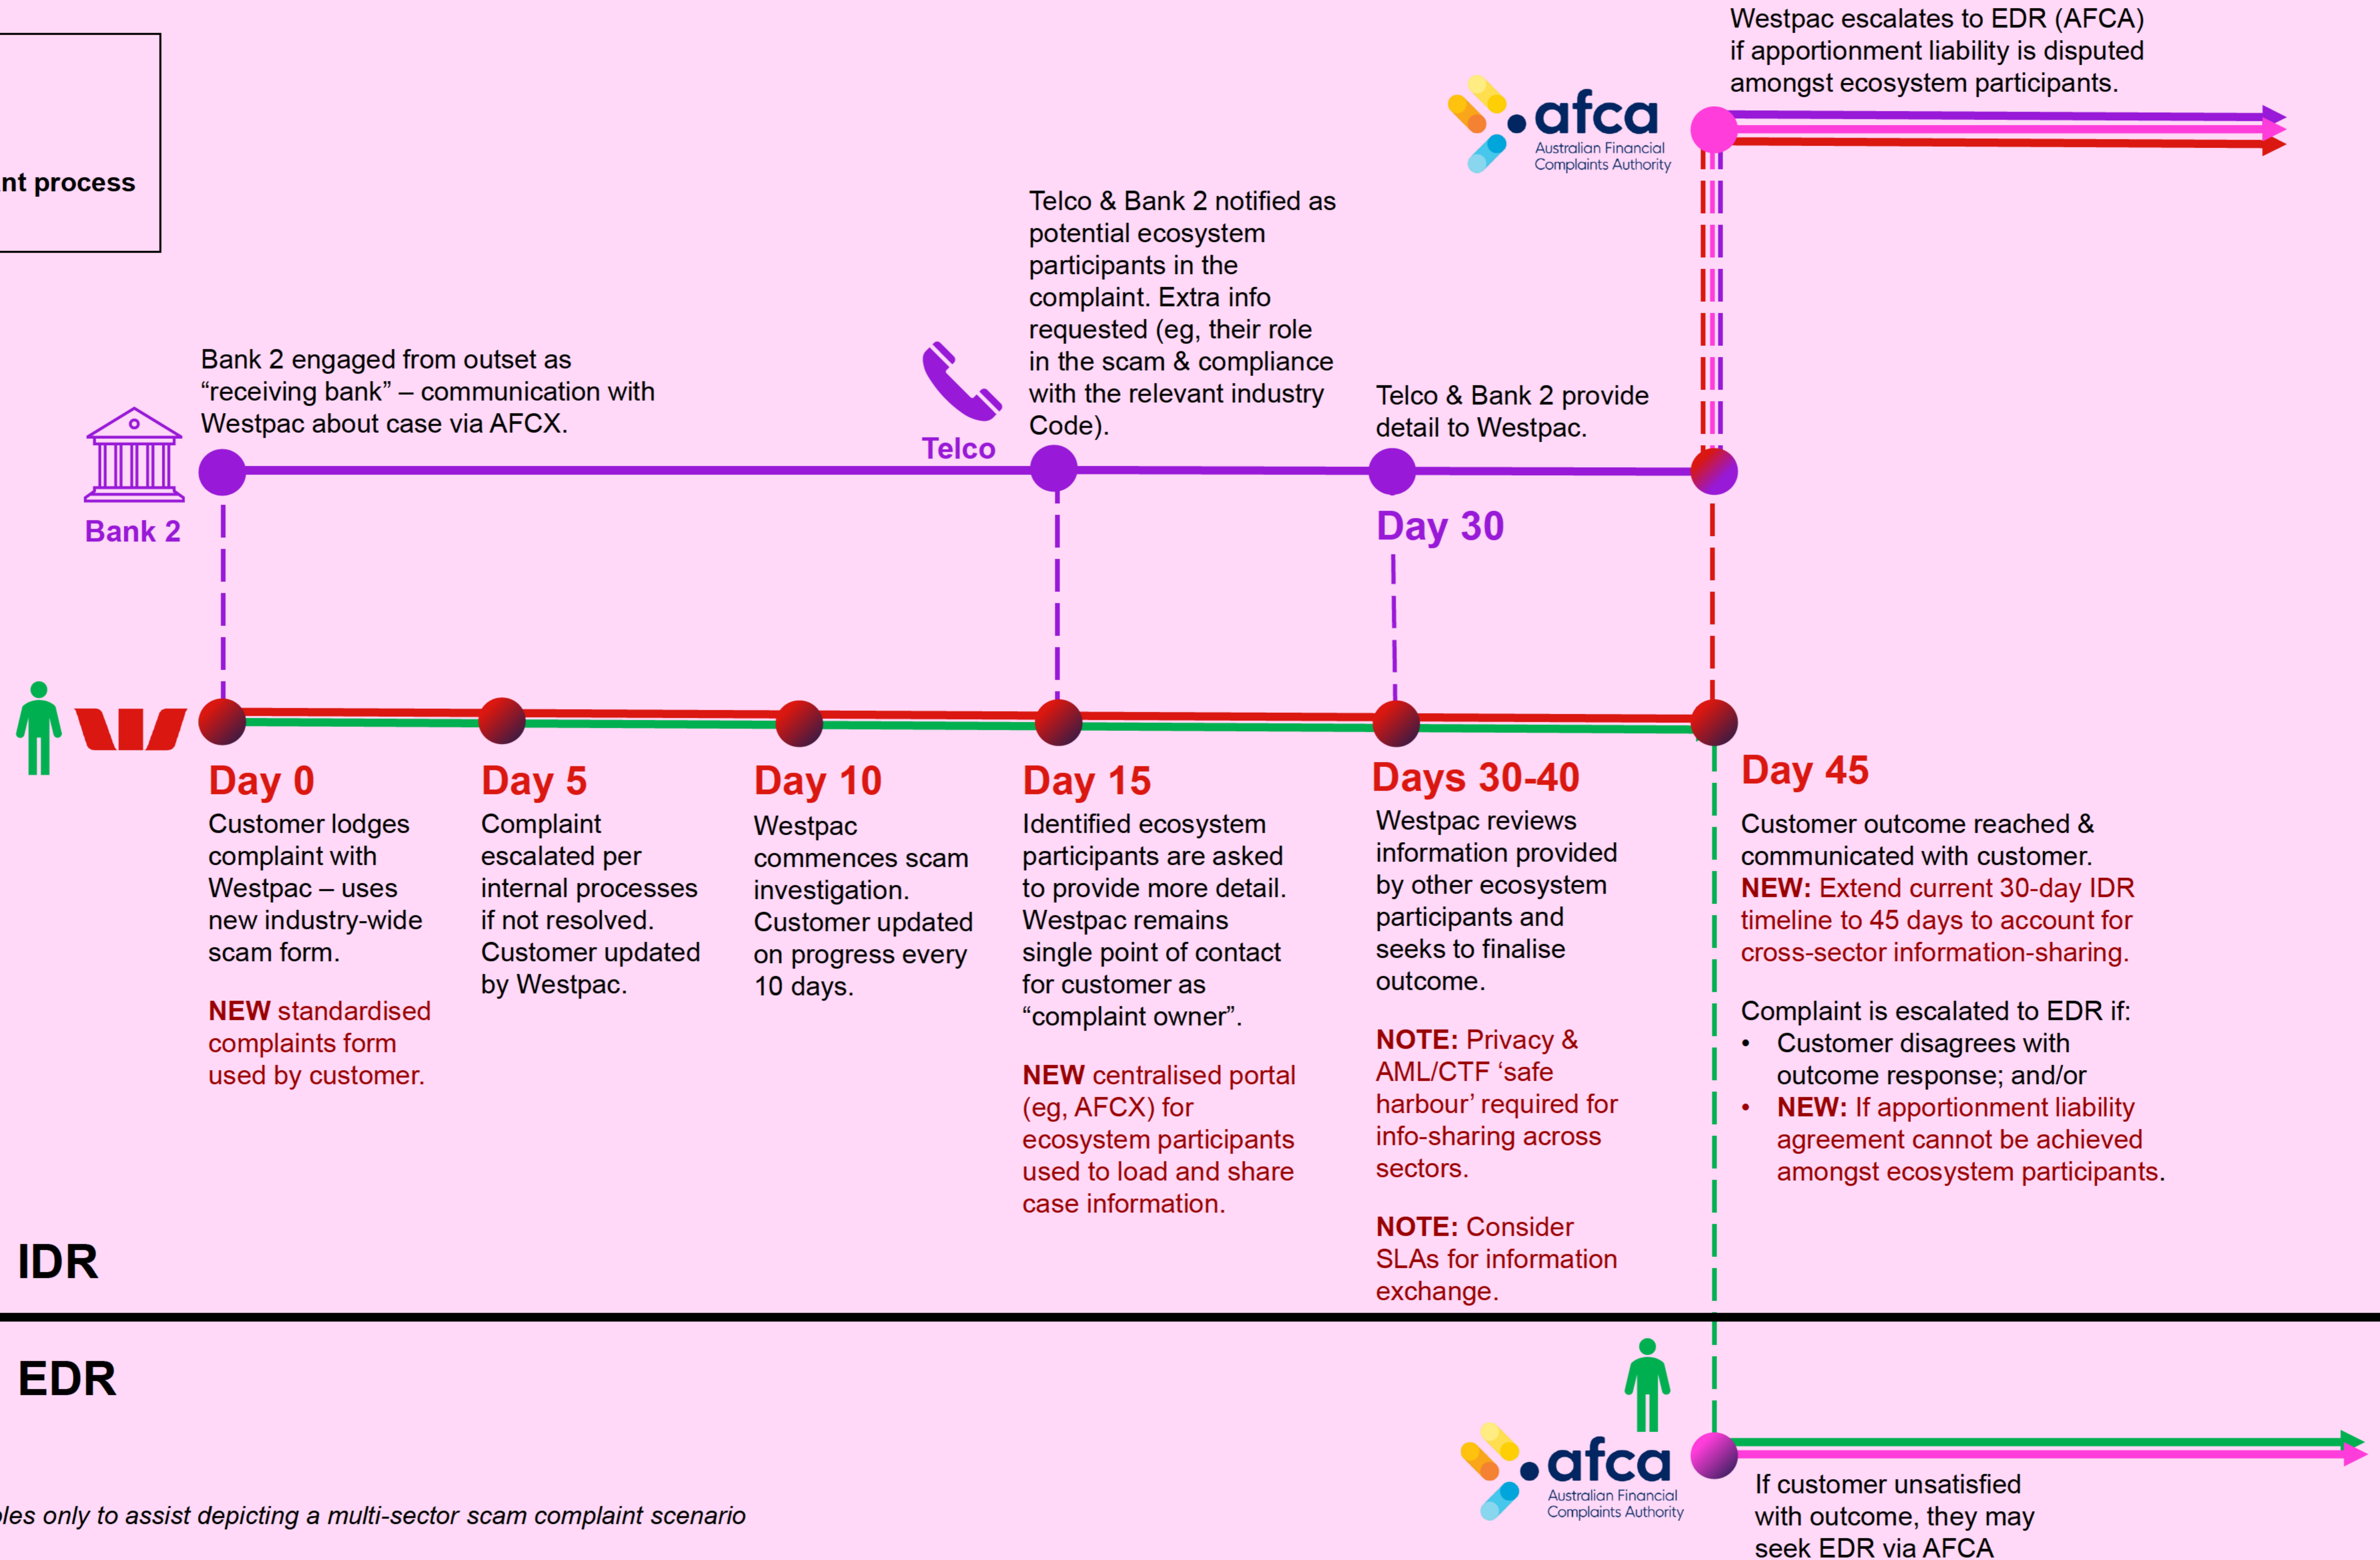 Westpac escalates to EDR (AFCA)
if apportionment liability is disputed
amongst ecosystem participants.
afca
Australian Financial
Complaints Authority
nt process
Telco & Bank 2 notified as
potential ecosystem
participants in the
complaint. Extra info
requested (eg, their role
in the scam & compliance
with the relevant industry
Code).
Bank 2 engaged from outset as
“receiving bank” – communication with
Westpac about case via AFCX.
Telco & Bank 2 provide
detail to Westpac.
Telco
Bank 2
Day 30
Day 0
Customer lodges
complaint with
Westpac – uses
new industry-wide
scam form.
NEW standardised
complaints form
used by customer.
Day 5
Complaint
escalated per
internal processes
if not resolved.
Customer updated
by Westpac.
Day 10
Westpac
commences scam
investigation.
Customer updated
on progress every
10 days.
Day 15
Identified ecosystem
participants are asked
to provide more detail.
Westpac remains
single point of contact
for customer as
“complaint owner”.
NEW centralised portal
(eg, AFCX) for
ecosystem participants
used to load and share
case information.
Days 30-40
Westpac reviews
information provided
by other ecosystem
participants and
seeks to finalise
outcome.
NOTE: Privacy &
AML/CTF ‘safe
harbour’ required for
info-sharing across
sectors.
NOTE: Consider
SLAs for information
exchange.
Day 45
Customer outcome reached &
communicated with customer.
NEW: Extend current 30-day IDR
timeline to 45 days to account for
cross-sector information-sharing.
Complaint is escalated to EDR if:
• Customer disagrees with
outcome response; and/or
• NEW: If apportionment liability
agreement cannot be achieved
amongst ecosystem participants.
IDR
EDR
afca
Australian Financial
Complaints Authority
If customer unsatisfied
with outcome, they may
seek EDR via AFCA
les only to assist depicting a multi-sector scam complaint scenario